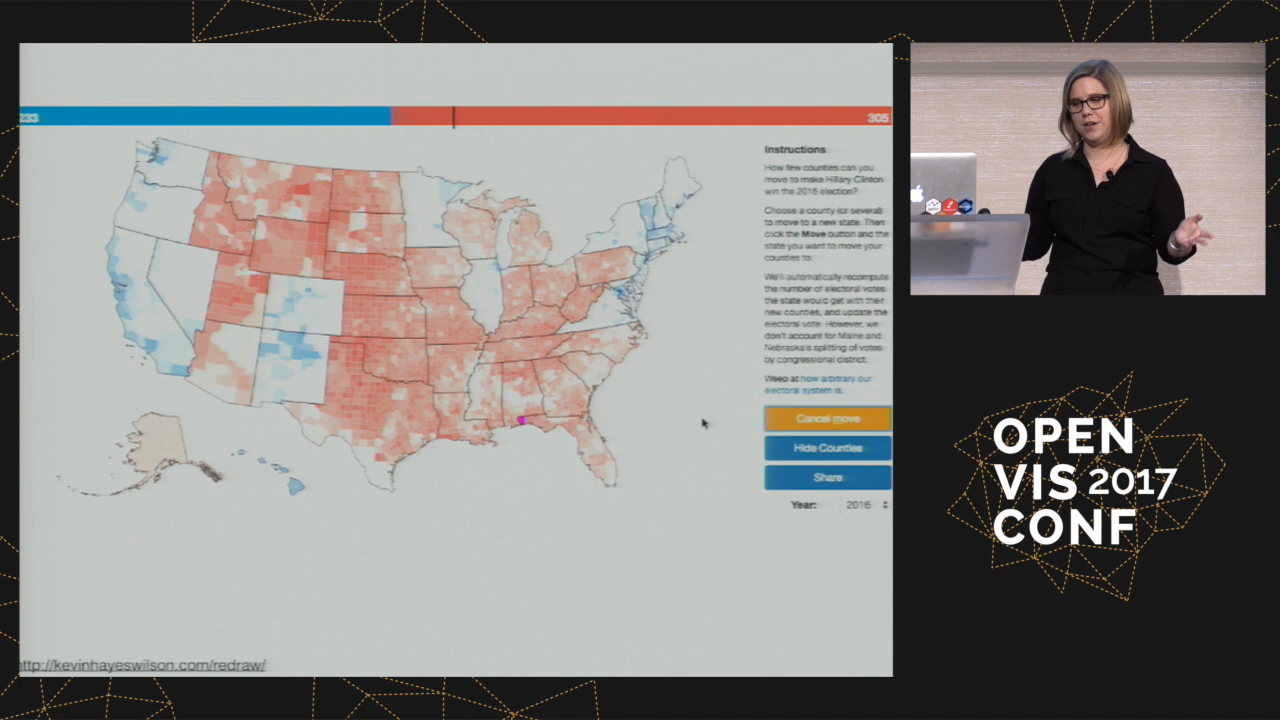 233
305
Instructions
How few counties can you
move to make Hillary Clinton
win the 2016 election?
Choose a county (or several)
to move to a new state. Then
click the Move button and the
state you want to move your
counties to.
We'll automatically recompute
the number of electoral votes
the state would get with their
new counties, and update the
electoral vote. However, we
don't account for Maine and
Nebraska's splitting of votes
by congressional district.
Weep at how arbitrary our
electoral system is.
Cancel move
Hide Counties
Share
Year: 2016
http://kevinhayeswilson.com/redraw/
OPEN
VIS 2017
CONF